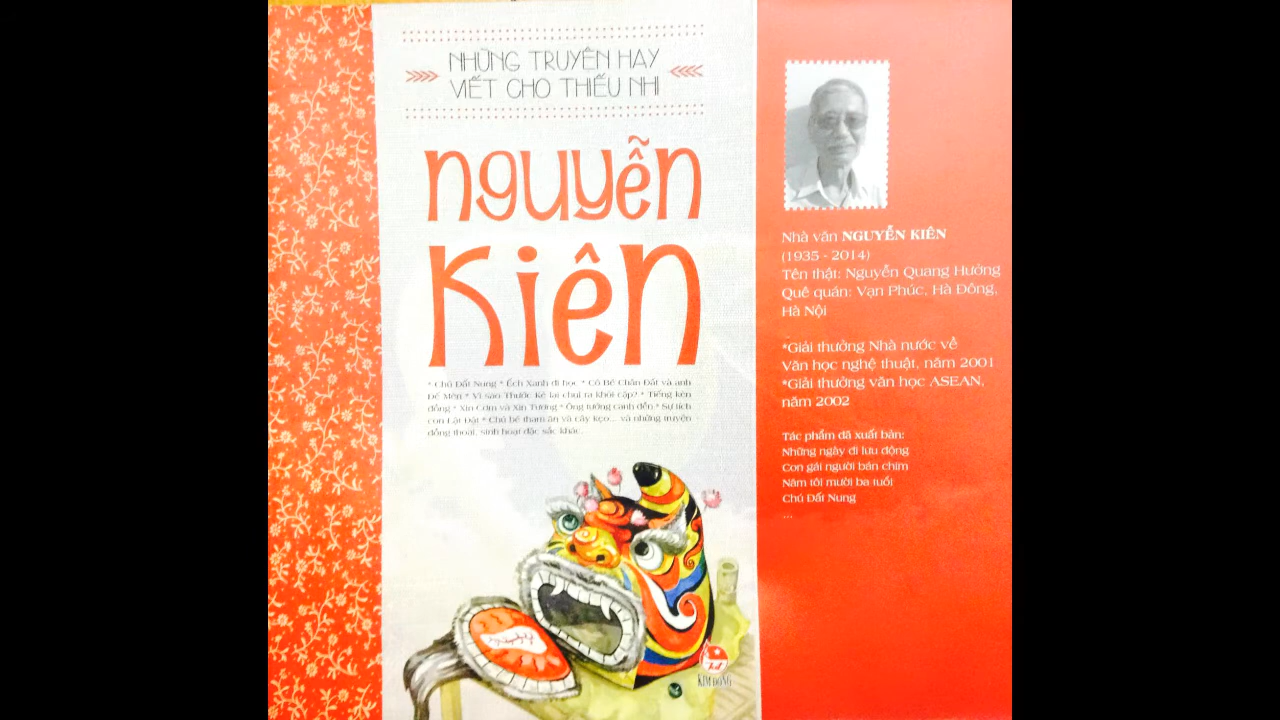 NHỮNG TRUYỆN HAY
VIẾT CHO THIẾU NHI
nguyễn
Kiên
* Chú Đất Nung * Ếch Xanh đi học * Cô Bé Chăn Đất và anh
Dế Mèn * Vì sao Thước Kẻ lại chui ra khỏi cặp? * Tiếng kèn
đồng * Xin Cơm và Xin Tương * Ông tướng canh đền * Sự tích
con Lật Đật * Chú bé tham ăn và cây kẹo... và những truyện
đồng thoại, sinh hoạt đặc sắc khác.
KIM ĐỒNG
Nhà văn NGUYỄN KIÊN
(1935 - 2014)
Tên thật: Nguyễn Quang Hưởng
Quê quán: Vạn Phúc, Hà Đông,
Hà Nội
*Giải thưởng Nhà nước về
Văn học nghệ thuật, năm 2001
*Giải thưởng văn học ASEAN,
năm 2002
Tác phẩm đã xuất bản:
Những ngày đi lưu động
Con gái người bán chim
Năm tôi mười ba tuổi
Chú Đất Nung
...